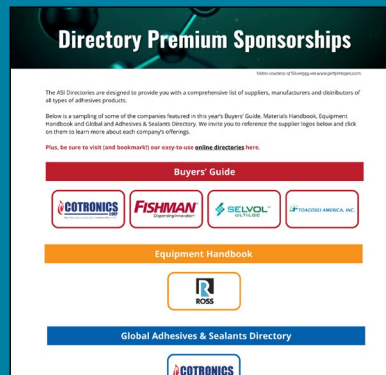 Directory Premium Sponsorships
The ASI Directories are designed to provide you with a comprehensive list of suppliers, manufacturers and distributors of
all types of adhesives products.
Below is a sampling of some of the companies featured in this year's Buyers' Guide, Materials Handbook, Equipment
Handbook and Global and Adhesives & Sealants Directory. We invite you to reference the supplier logos below and click
on them to learn more about each company's offerings.
Plus, be sure to visit (and bookmark!) our easy-to-use online directories here.
Buyers' Guide
COTRONICS CORP
FISHMAN
Dispensing Innovation
SELVOL
ULTILOC
TOAGOSEI AMERICA, INC.
Equipment Handbook
ROSS
Global Adhesives & Sealants Directory
COTRONICS